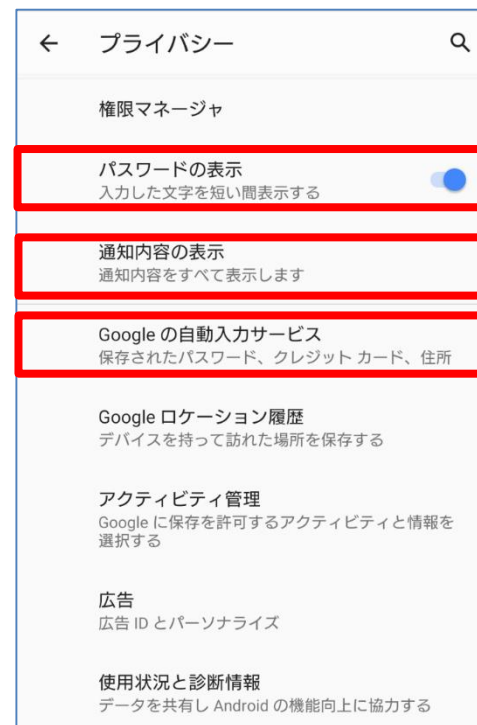 プライバシー
権限マネージャ
パスワードの表示
入力した文字を短い間表示する
通知内容の表示
通知内容をすべて表示します
Google の自動入力サービス
保存されたパスワード、クレジット カード、住所
Google ロケーション履歴
デバイスを持って訪れた場所を保存する
アクティビティ管理
Google に保存を許可するアクティビティと情報を
選択する
広告
広告 ID とパーソナライズ
使用状況と診断情報
データを共有し Android の機能向上に協力する